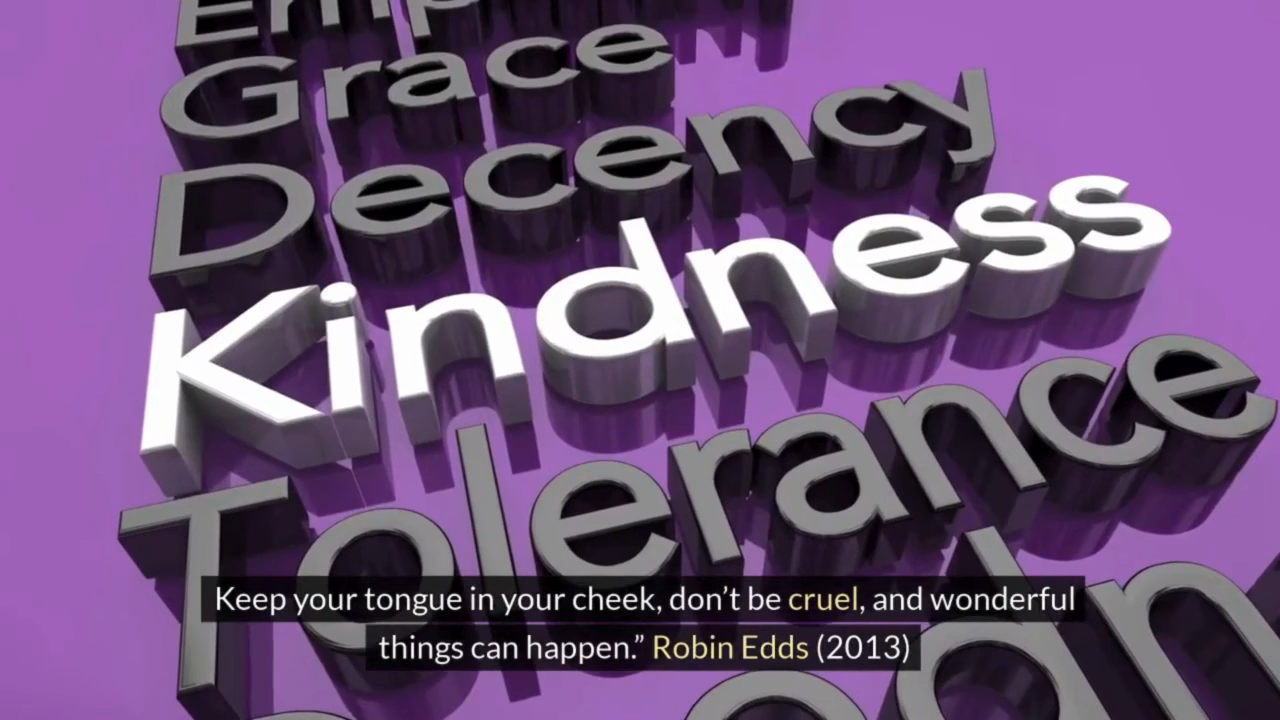 Grace
Decency
Kindness
Tolerance
Keep your tongue in your cheek, don’t be cruel, and wonderful
things can happen.” Robin Edds (2013)